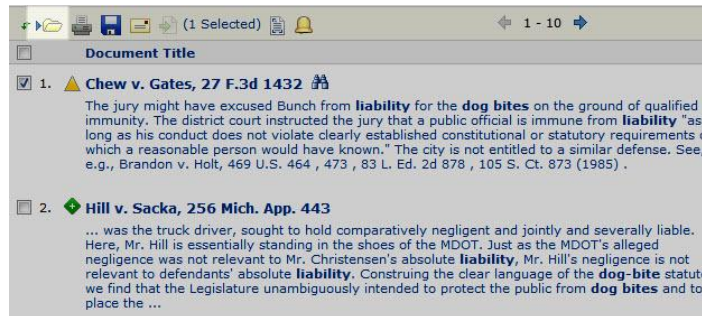 (1 Selected) 1 - 10
Document Title
1. Chew v. Gates, 27 F.3d 1432
The jury might have excused Bunch from liability for the dog bites on the ground of qualified
immunity. The district court instructed the jury that a public official is immune from liability "as
long as his conduct does not violate clearly established constitutional or statutory requirements
which a reasonable person would have known." The city is not entitled to a similar defense. See,
e.g., Brandon v. Holt, 469 U.S. 464 , 473 , 83 L. Ed. 2d 878 , 105 S. Ct. 873 (1985) .
2. Hill v. Sacka, 256 Mich. App. 443
... was the truck driver, sought to hold comparatively negligent and jointly and severally liable.
Here, Mr. Hill is essentially standing in the shoes of the MDOT. Just as the MDOT's alleged
negligence was not relevant to Mr. Christensen's absolute liability, Mr. Hill's negligence is not
relevant to defendants' absolute liability. Construing the clear language of the dog-bite
we find that the Legislature unambiguously intended to protect the public from dog bites and to
place the ...